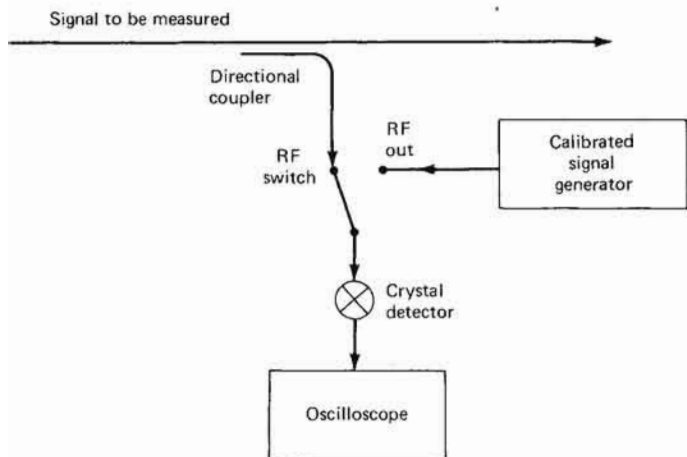 Signal to be measured
Directional
coupler
RF
switch
RF
out
Calibrated
signal
generator
Crystal
detector
Oscilloscope